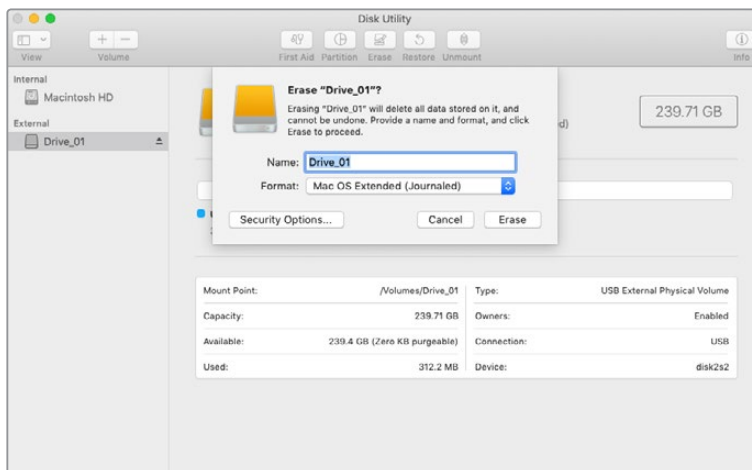 Disk Utility
View
Volume
First Aid Partition Erase Restore Unmount
Info
Internal
Macintosh HD
External
Drive_01
Erase “Drive_01”?
Erasing “Drive_01” will delete all data stored on it, and
cannot be undone. Provide a name and format, and click
Erase to proceed.
ed)
239.71 GB
Name: Drive_01
Format: Mac OS Extended (Journaled)
Security Options...
Cancel
Erase
Mount Point: /Volumes/Drive_01
Type: USB External Physical Volume
Capacity: 239.71 GB
Owners: Enabled
Available: 239.4 GB (Zero KB purgeable)
Connection: USB
Used: 312.2 MB
Device: disk2s2